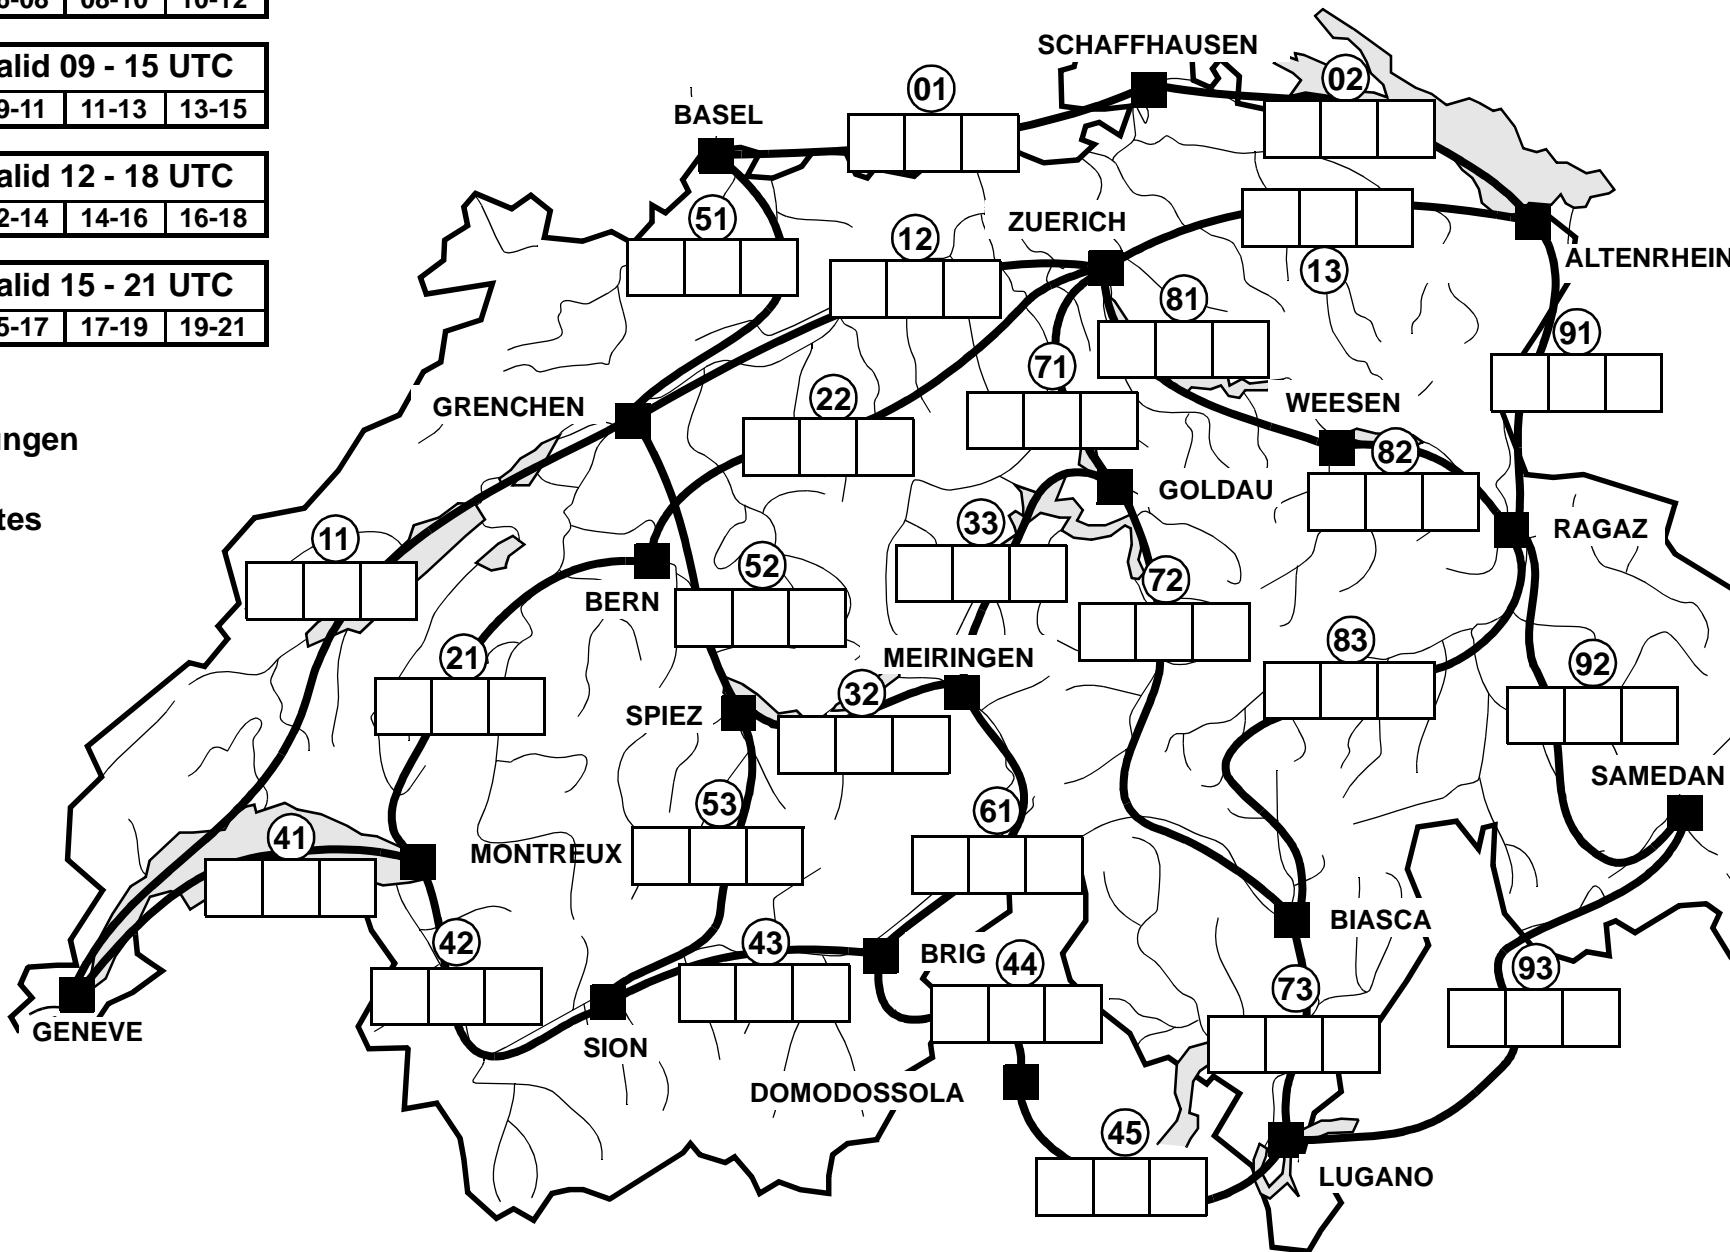 08-10 10-12
alid 09 - 15 UTC
9-11 11-13 13-15
alid 12 - 18 UTC
2-14 14-16 16-18
alid 15 - 21 UTC
5-17 17-19 19-21
ungen
tes
SCHAFFHAUSEN
01
02
BASEL
51
12
ZUERICH
13
ALTENRHEIN
81
91
71
GRENCHEN
22
WEESEN
82
GOLDAU
33
11
RAGAZ
52
72
BERN
21
MEIRINGEN
83
92
32
SPIEZ
SAMEDAN
53
61
41
MONTREUX
BIASCA
42
43
BRIG
44
93
73
GENEVE
SION
DOMODOSSOLA
45
LUGANO